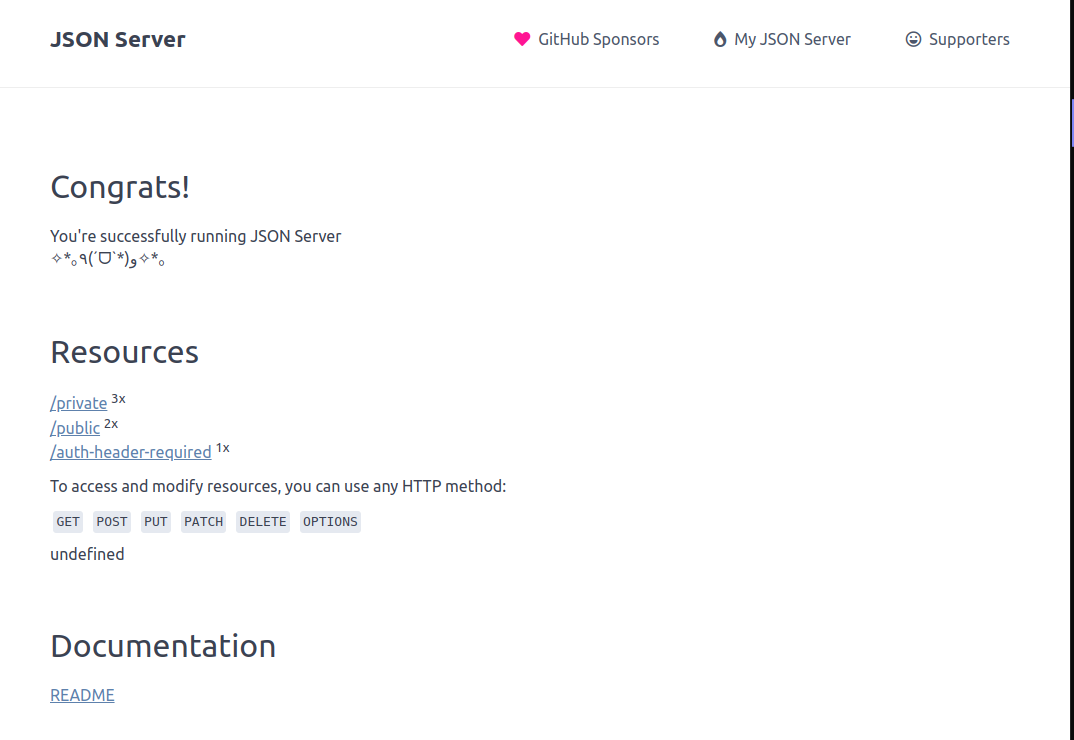 JSON Server
GitHub Sponsors
My JSON Server
Supporters
Congrats!
You're successfully running JSON Server
✧*｡٩(ˊᗜˋ*)و✧*｡
Resources
/private 3x
/public 2x
/auth-header-required 1x
To access and modify resources, you can use any HTTP method:
GET POST PUT PATCH DELETE OPTIONS
undefined
Documentation
README